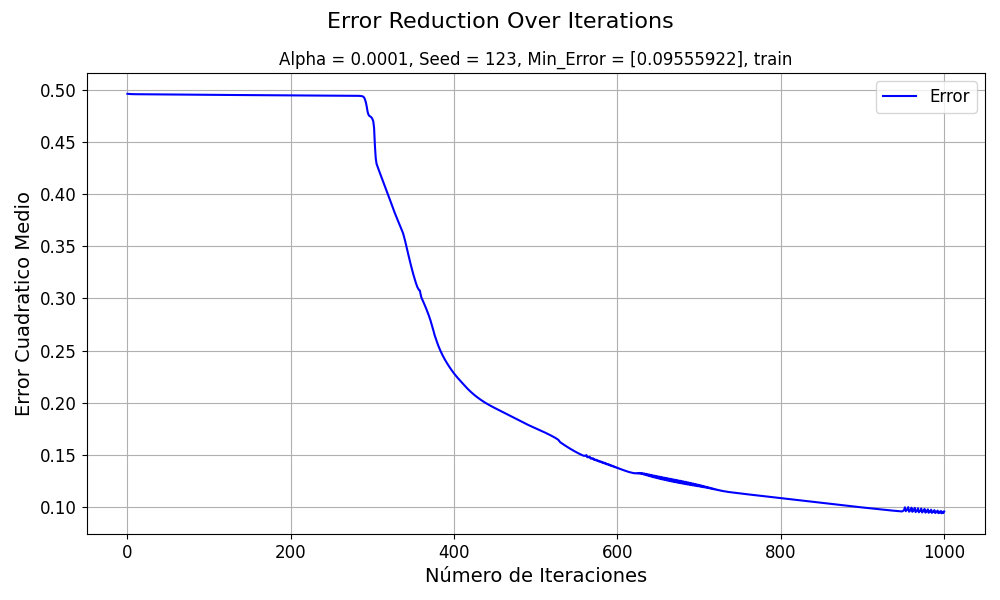 Error Reduction Over Iterations
Alpha = 0.0001, Seed = 123, Min_Error = [0.09555922], train
Error
Error Cuadratico Medio
0.50
0.45
0.40
0.35
0.30
0.25
0.20
0.15
0.10
0 200 400 600 800 1000
Número de Iteraciones